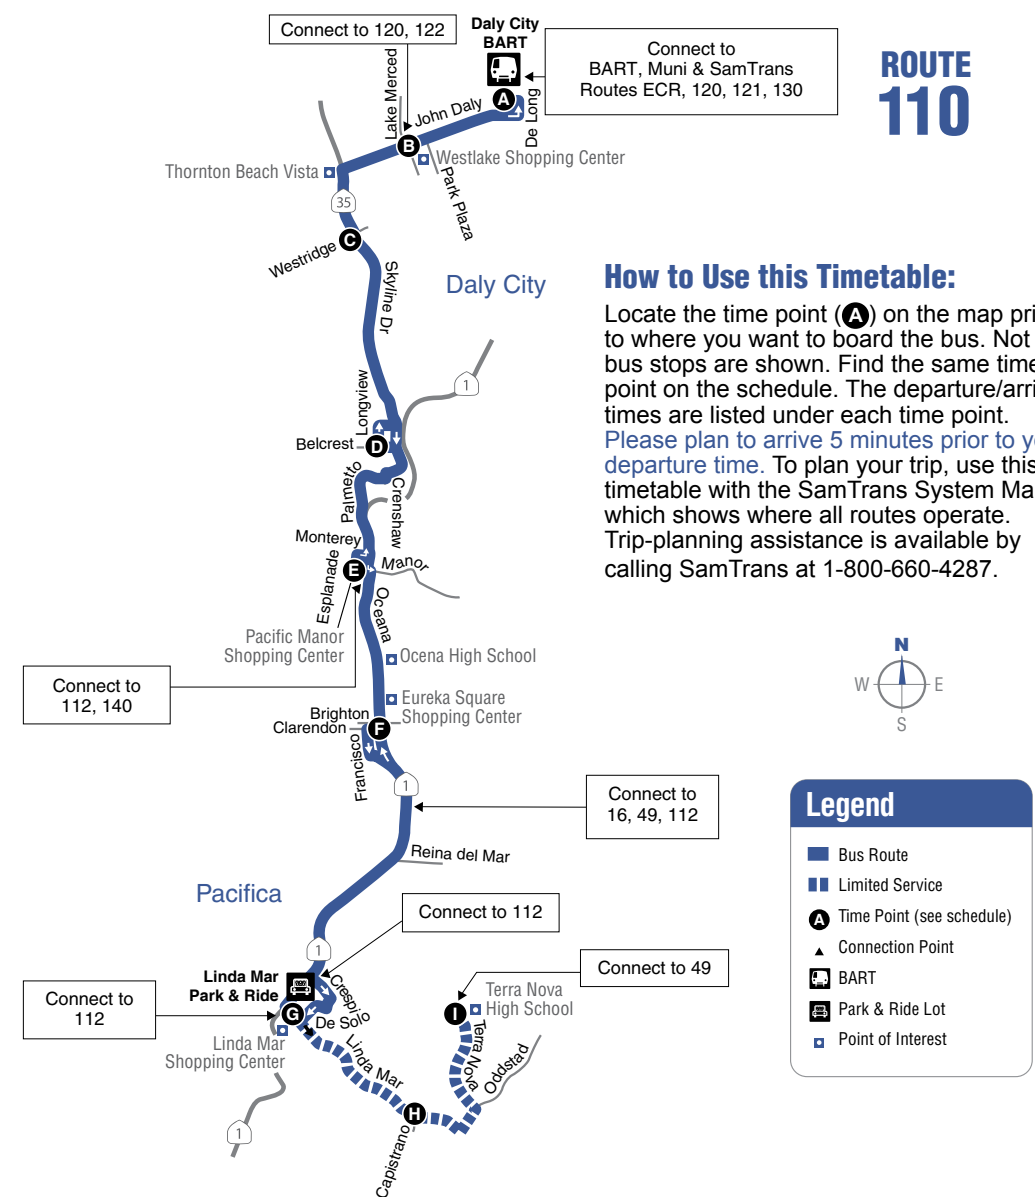 Connect to 120, 122
Daly City
BART
Connect to
BART, Muni & SamTrans
Routes ECR, 120, 121, 130
ROUTE
110
Lake Merced
John Daly
A
De Long
B
Westlake Shopping Center
Park Plaza
Thornton Beach Vista
35
C
Westridge
Skyline Dr
Daly City
How to Use this Timetable:
Locate the time point (A) on the map pri
to where you want to board the bus. Not
bus stops are shown. Find the same time
point on the schedule. The departure/arri
times are listed under each time point.
Please plan to arrive 5 minutes prior to y
departure time. To plan your trip, use this
timetable with the SamTrans System Ma
which shows where all routes operate.
Trip-planning assistance is available by
calling SamTrans at 1-800-660-4287.
1
Longview
Belcrest
D
Palmetto
Crenshaw
Monterey
E
Manor
Esplanade
Oceana
Pacific Manor
Shopping Center
Ocena High School
Connect to
112, 140
Eureka Square
Shopping Center
Brighton
Clarendon
F
Francisco
1
Connect to
16, 49, 112
Reina del Mar
N
W
E
S
Pacifica
Connect to 112
1
Linda Mar
Park & Ride
Crespi
Connect to 49
Connect to
112
G
De Solo
Linda Mar
Shopping Center
Linda Mar
I
Terra Nova
High School
Terra Nova
Oddstad
H
Capistrano
1
Legend
Bus Route
Limited Service
A
Time Point (see schedule)
Connection Point
BART
Park & Ride Lot
Point of Interest